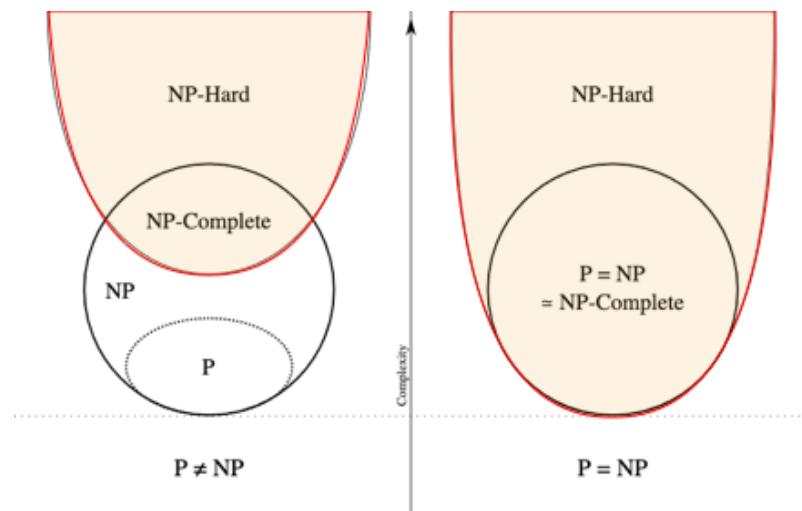 NP-Hard
NP-Complete
NP
P
P ≠ NP
Complexity
NP-Hard
P = NP
≃ NP-Complete
P = NP